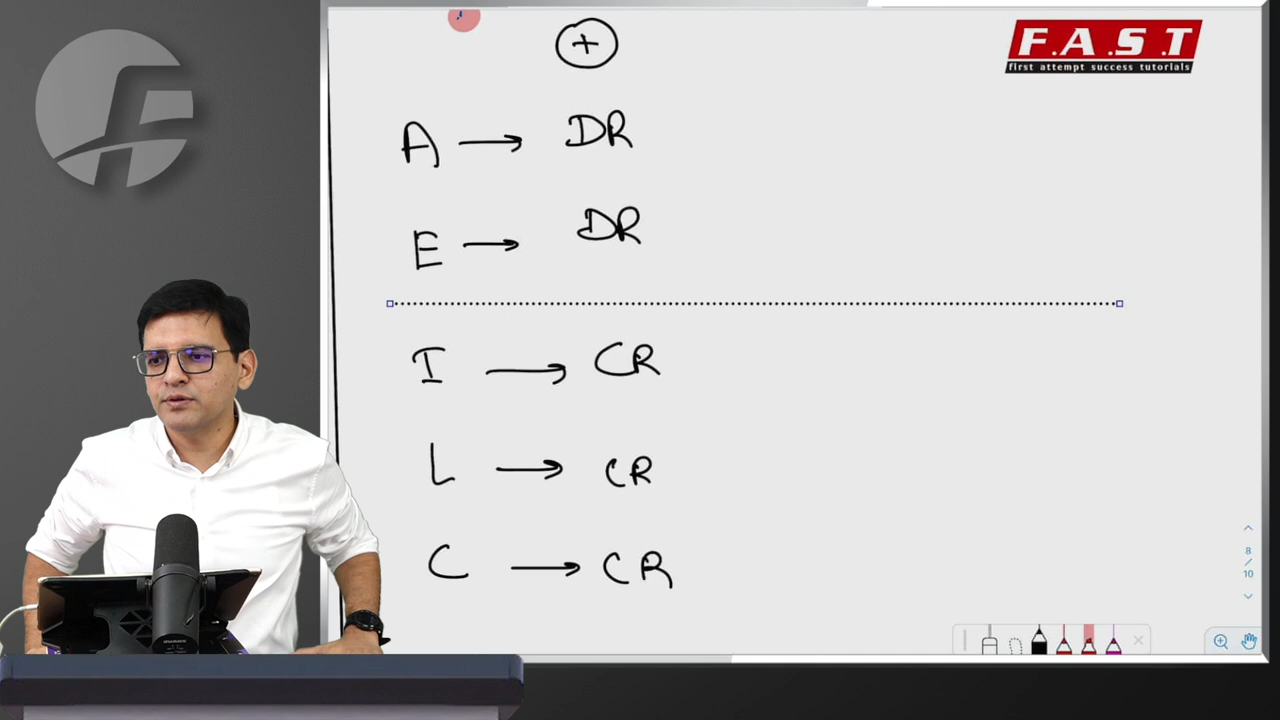 +
F.A.S.T
first attempt success tutorials
A → DR
E → DR
I → CR
L → CR
C → CR
8
/
10